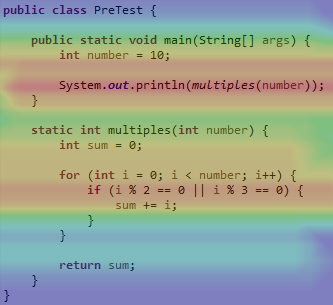 public class PreTest {
public static void main(String[] args) {
int number = 10;
System.out.println(multiples(number));
}
static int multiples(int number) {
int sum = 0;
for (int i = 0; i < number; i++) {
if (i % 2 == 0 || i % 3 == 0) {
sum += i;
}
}
return sum;
}
}